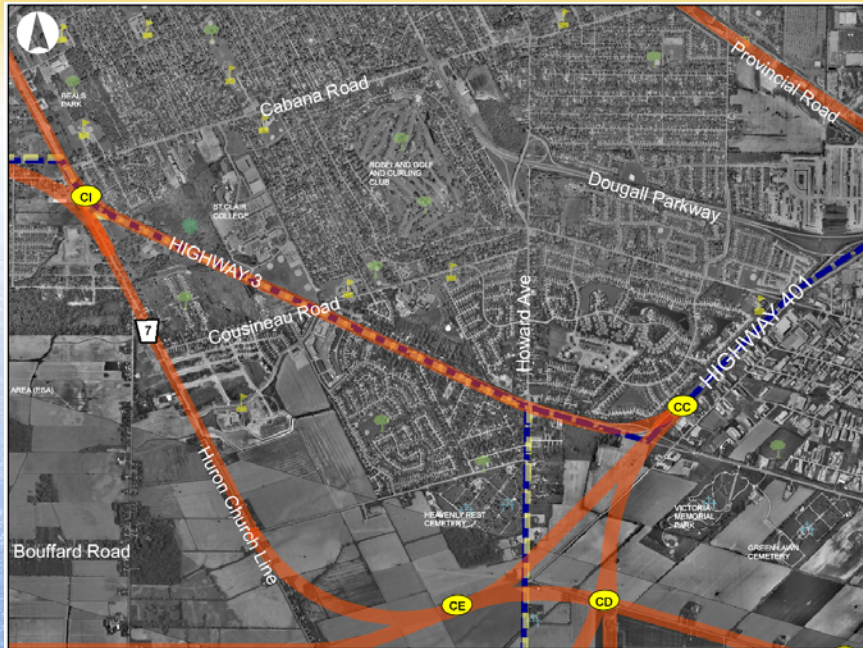 BEALS
PARK
Cabana Road
Provincial Road
ROSELAND GOLF
AND CURLING
CLUB
Dougall Parkway
CI
ST.CLAIR
COLLEGE
HIGHWAY 3
Cousineau Road
7
Howard Ave
HIGHWAY 401
AREA (ESA)
CC
Huron Church Line
HEAVENLY REST
CEMETERY
VICTORIA
MEMORIAL
PARK
GREENLAWN
CEMETERY
Bouffard Road
CE
CD